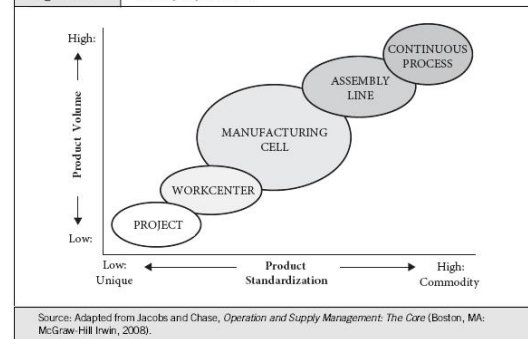 High:
Product Volume
Low:
CONTINUOUS
PROCESS
ASSEMBLY
LINE
MANUFACTURING
CELL
WORKCENTER
PROJECT
Low:
Unique
Product
Standardization
High:
Commodity
Source: Adapted from Jacobs and Chase, Operation and Supply Management: The Core (Boston, MA:
McGraw-Hill Irwin, 2008).